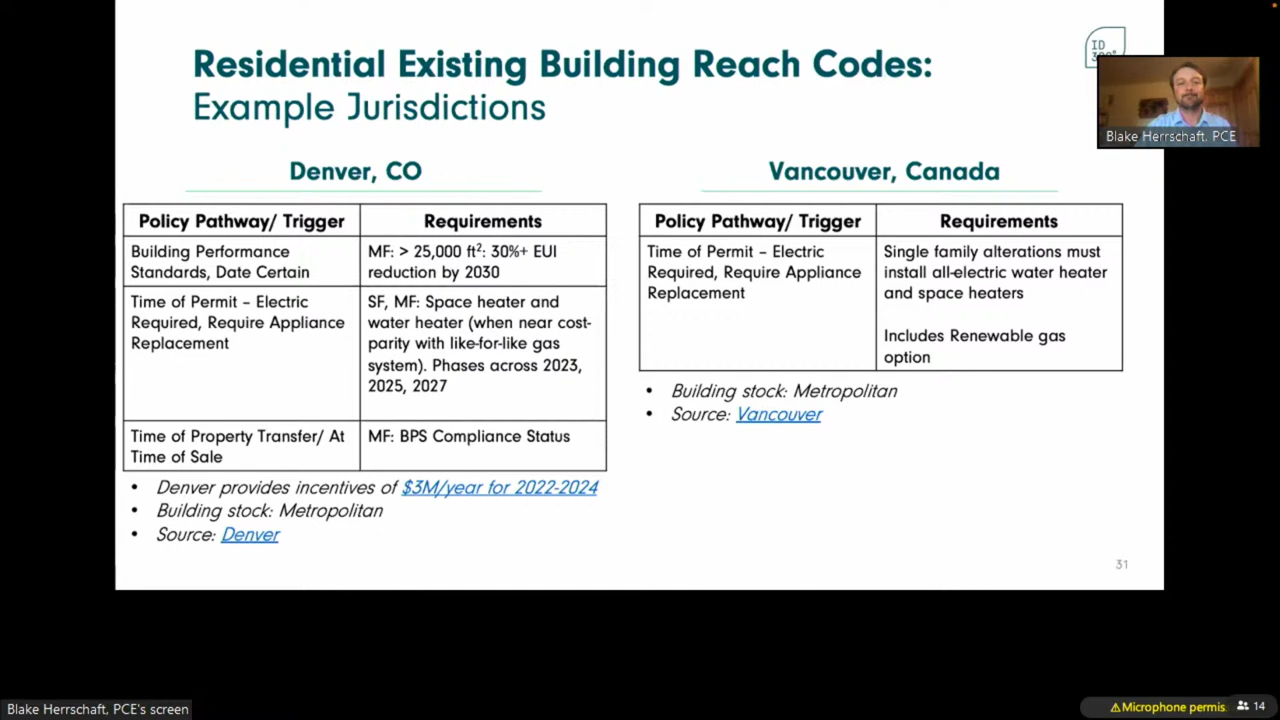 Residential Existing Building Reach Codes:
Example Jurisdictions
ID
Blake Herrschaft, PCE
Denver, CO
Policy Pathway/ Trigger
Requirements
Building Performance
Standards, Date Certain
MF: > 25,000 ft²: 30%+ EUI
reduction by 2030
Time of Permit – Electric
Required, Require Appliance
Replacement
SF, MF: Space heater and
water heater (when near cost-
parity with like-for-like gas
system). Phases across 2023,
2025, 2027
Time of Property Transfer/ At
Time of Sale
MF: BPS Compliance Status
• Denver provides incentives of $3M/year for 2022-2024
• Building stock: Metropolitan
• Source: Denver
Vancouver, Canada
Policy Pathway/ Trigger
Requirements
Time of Permit – Electric
Required, Require Appliance
Replacement
Single family alterations must
install all-electric water heater
and space heaters
Includes Renewable gas
option
• Building stock: Metropolitan
• Source: Vancouver
31
Blake Herrschaft, PCE's screen
Microphone permis
14